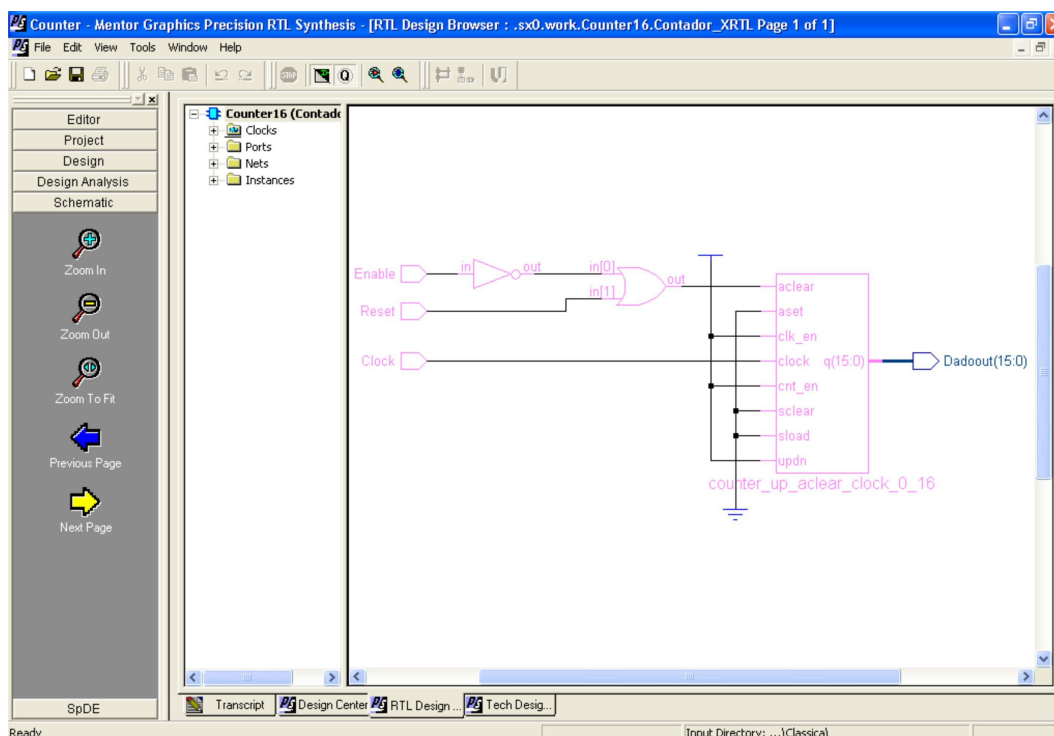 Counter - Mentor Graphics Precision RTL Synthesis - [RTL Design Browser : .sx0.work.Counter16.Contador_XRTL Page 1 of 1]
File Edit View Tools Window Help
Editor
Project
Design
Design Analysis
Schematic
Zoom In
Zoom Out
Zoom To Fit
Previous Page
Next Page
SpDE
Counter16 (Contado
Clocks
Ports
Nets
Instances
Enable
in
out
in[0]
in[1]
out
Reset
Clock
aclear
aset
clk_en
clock q(15:0)
cnt_en
sclear
sload
updn
Dadoout(15:0)
counter_up_aclear_clock_0_16
Transcript Design Center RTL Design ... Tech Desig...
Ready
Input Directory: ...\Classica\